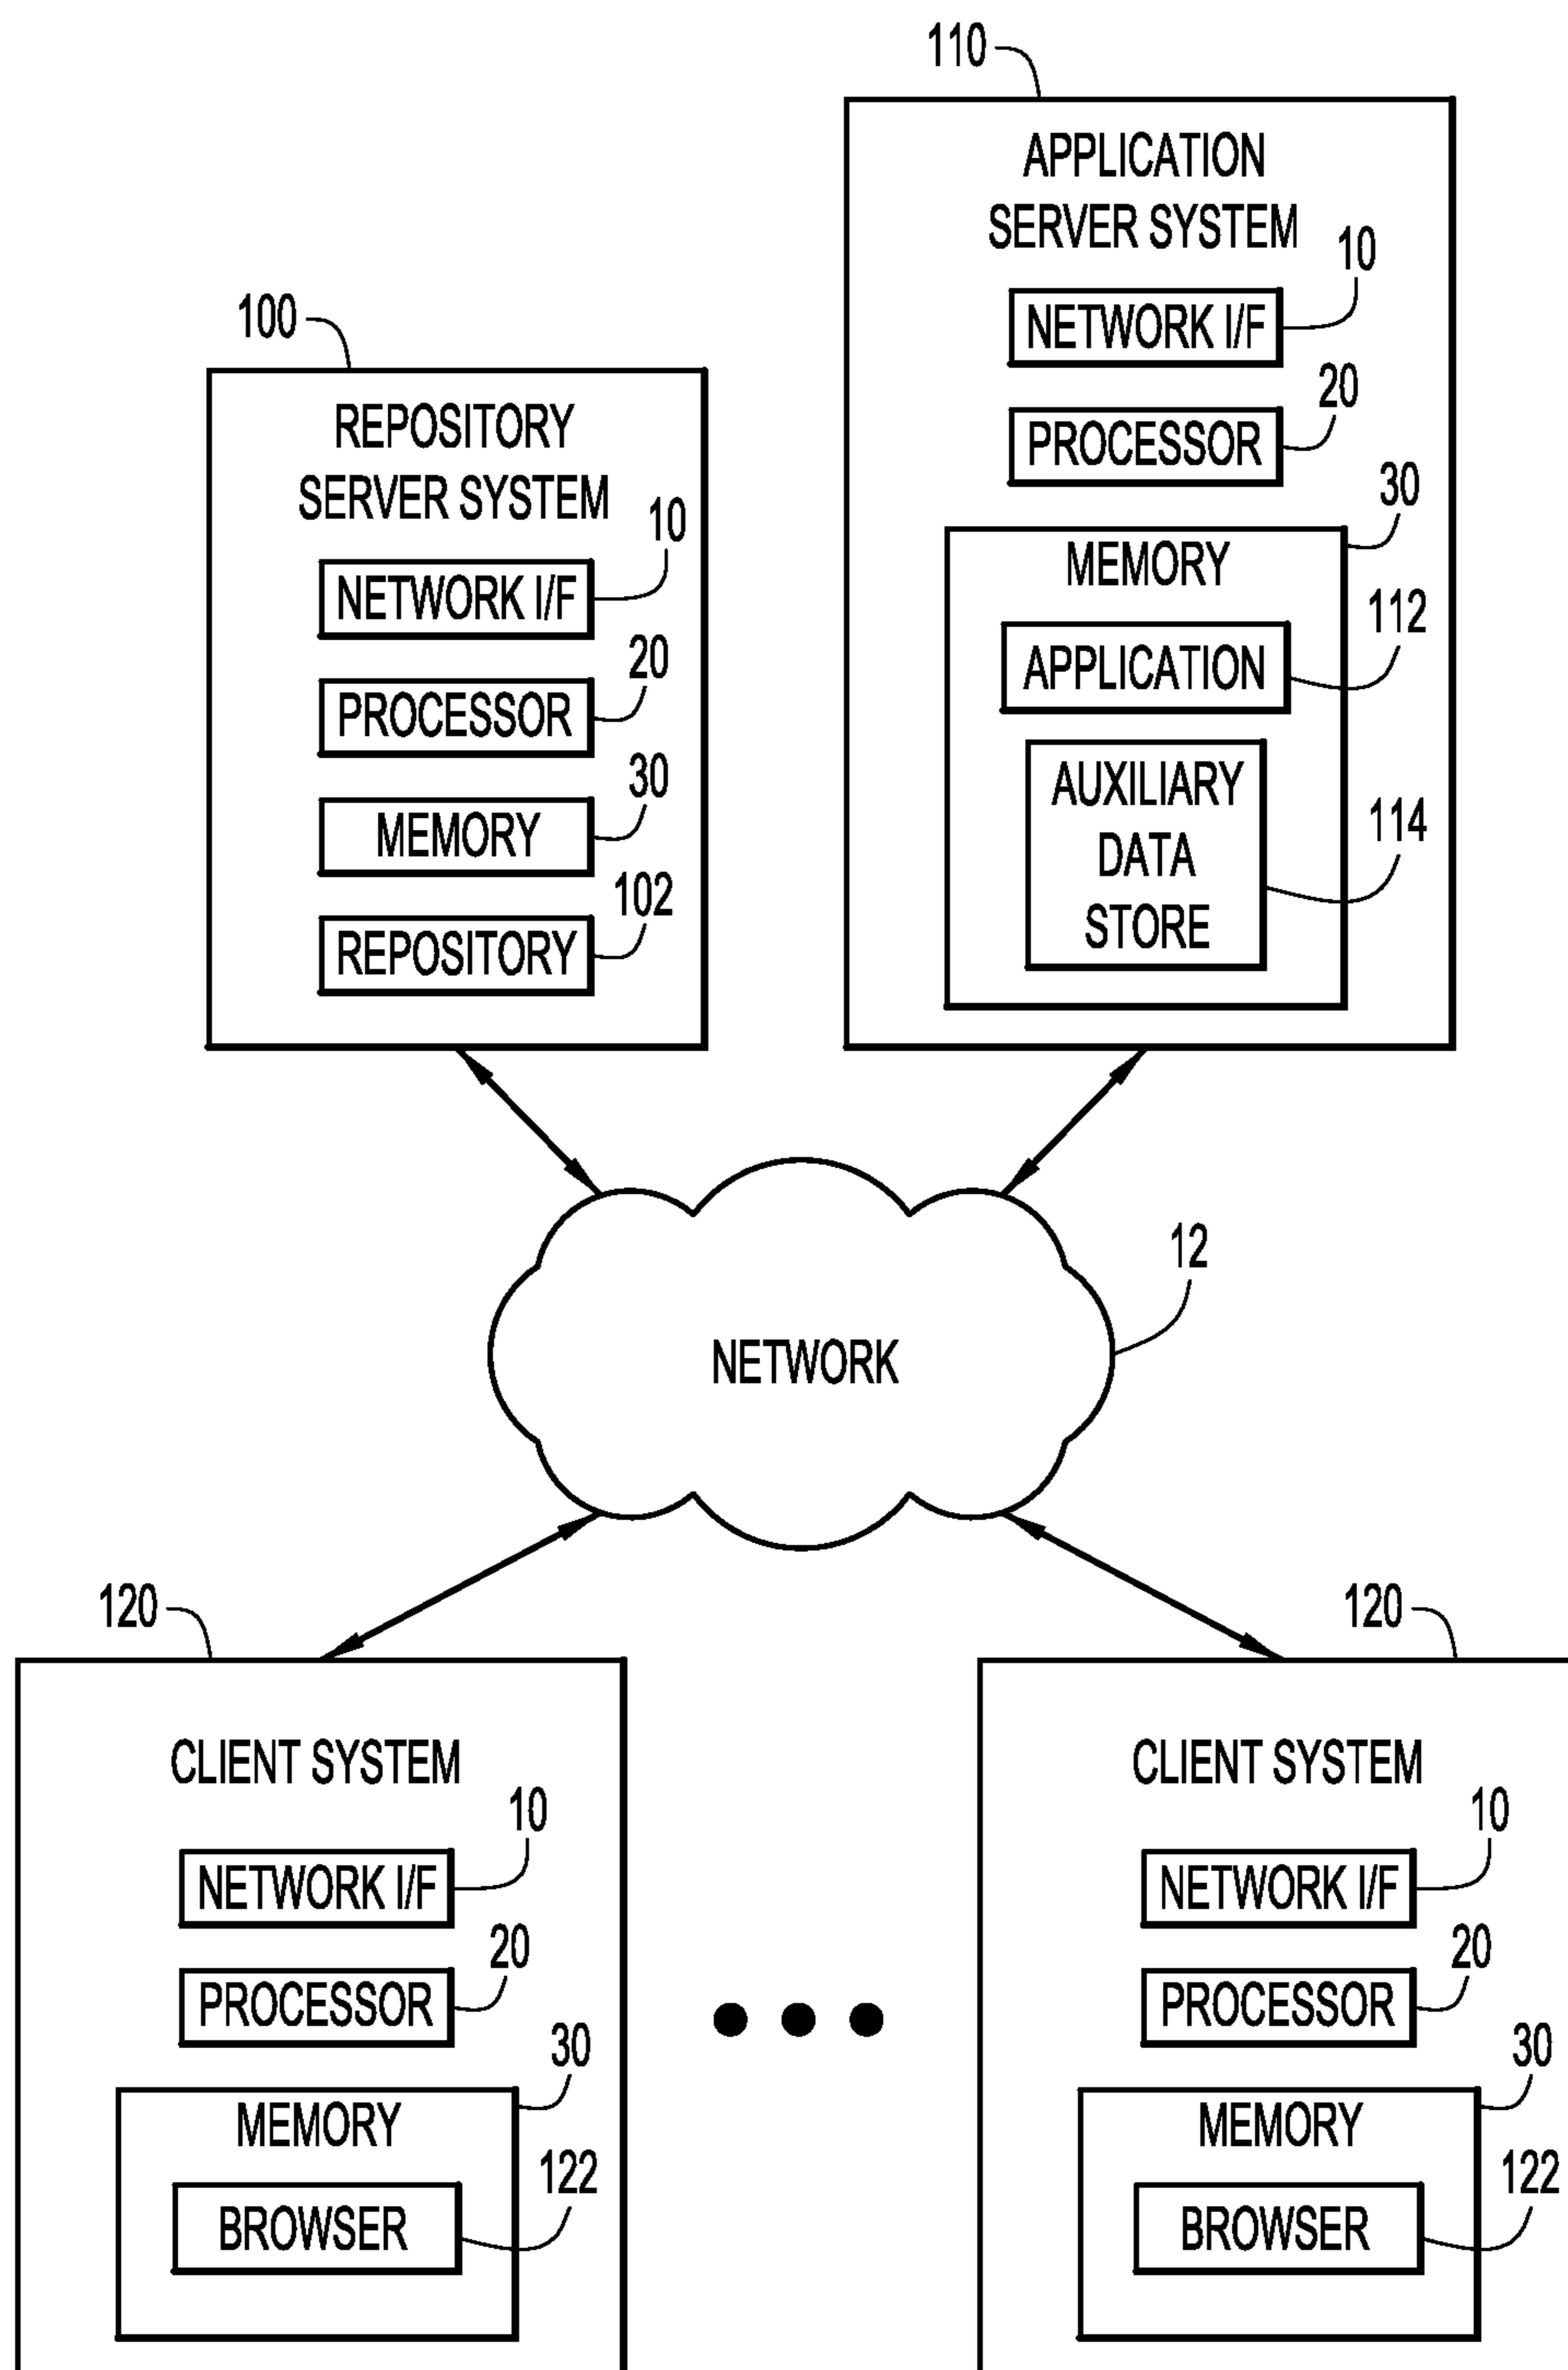 110
APPLICATION
SERVER SYSTEM
10
NETWORK I/F
20
PROCESSOR
30
MEMORY
112
APPLICATION
AUXILIARY
DATA
STORE
114
100
REPOSITORY
SERVER SYSTEM
10
NETWORK I/F
20
PROCESSOR
30
MEMORY
102
REPOSITORY
12
NETWORK
120
CLIENT SYSTEM
10
NETWORK I/F
20
PROCESSOR
30
MEMORY
122
BROWSER
120
CLIENT SYSTEM
10
NETWORK I/F
20
PROCESSOR
30
MEMORY
122
BROWSER